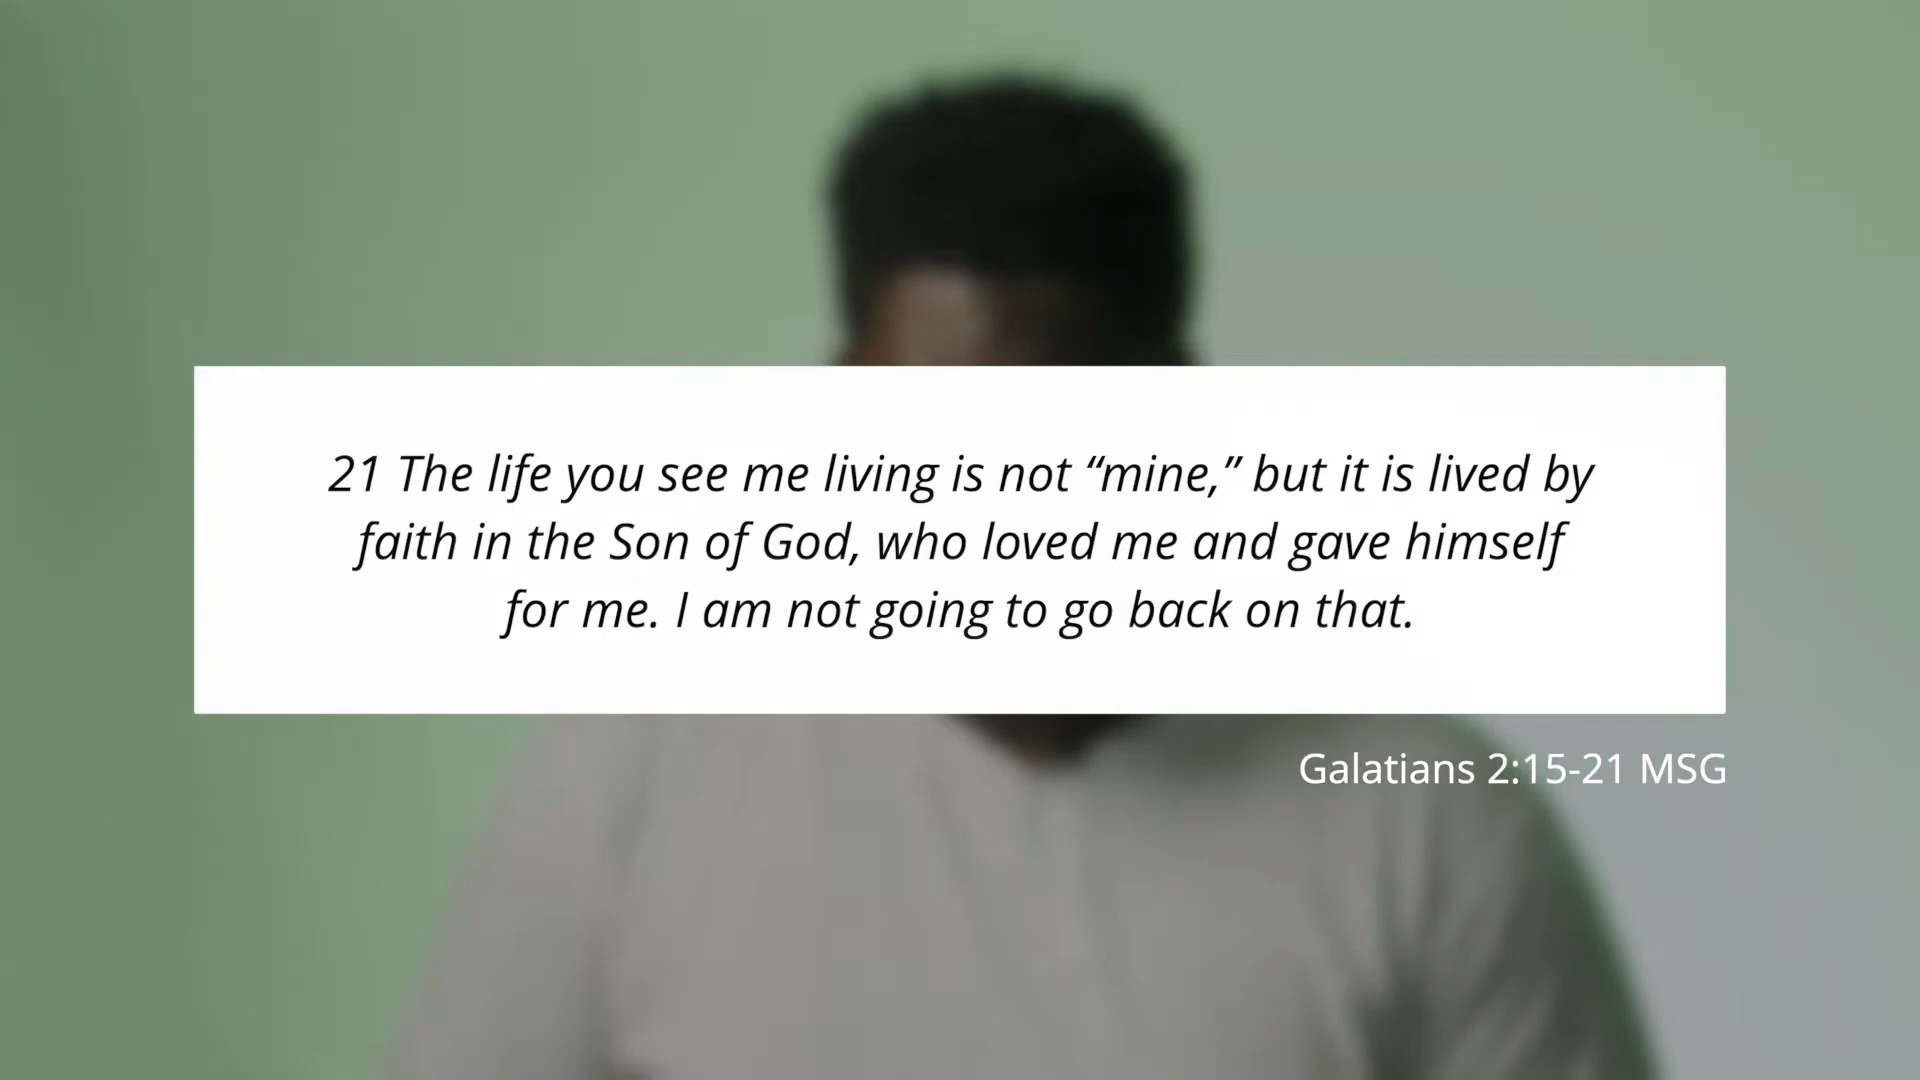 21 The life you see me living is not “mine,” but it is lived by
faith in the Son of God, who loved me and gave himself
for me. I am not going to go back on that.
Galatians 2:15-21 MSG